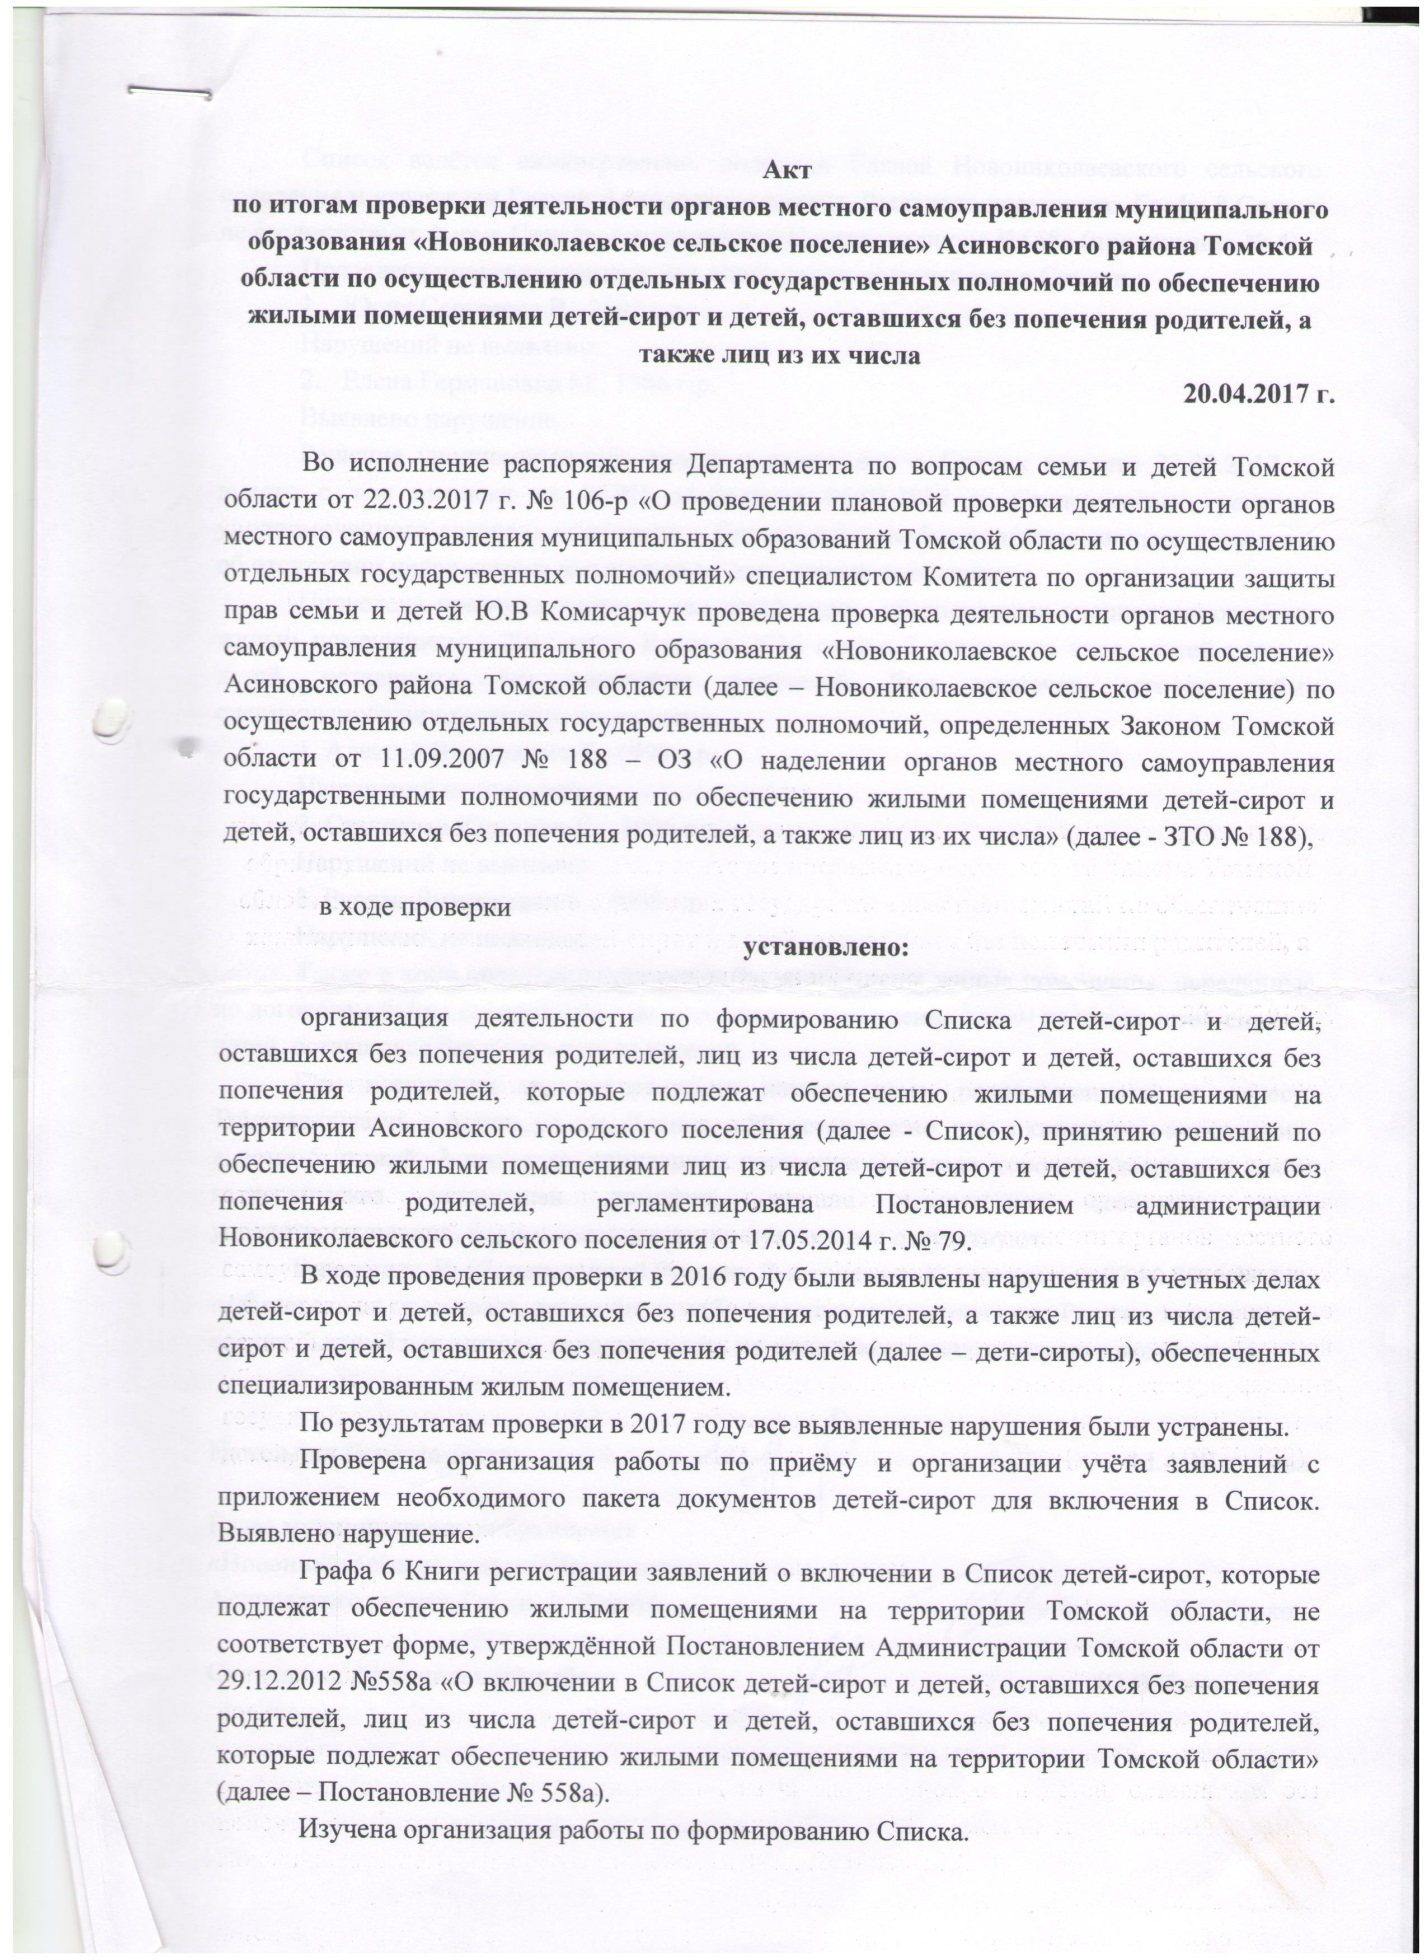 Акт
по итогам проверки деятельности органов местного самоуправления муниципального
образования «Новониколаевское сельское поселение» Асиновского района Томской
области по осуществлению отдельных государственных полномочий по обеспечению
жилыми помещениями детей-сирот и детей, оставшихся без попечения родителей, а
также лиц из их числа
20.04.2017 г.
Во исполнение распоряжения Департамента по вопросам семьи и детей Томской
области от 22.03.2017 г. № 106-р «О проведении плановой проверки деятельности органов
местного самоуправления муниципальных образований Томской области по осуществлению
отдельных государственных полномочий» специалистом Комитета по организации защиты
прав семьи и детей Ю.В Комисарчук проведена проверка деятельности органов местного
самоуправления муниципального образования «Новониколаевское сельское поселение»
Асиновского района Томской области (далее – Новониколаевское сельское поселение) по
осуществлению отдельных государственных полномочий, определенных Законом Томской
области от 11.09.2007 № 188 – ОЗ «О наделении органов местного самоуправления
государственными полномочиями по обеспечению жилыми помещениями детей-сирот и
детей, оставшихся без попечения родителей, а также лиц из их числа» (далее - ЗТО № 188),
в ходе проверки
установлено:
организация деятельности по формированию Списка детей-сирот и детей,
оставшихся без попечения родителей, лиц из числа детей-сирот и детей, оставшихся без
попечения родителей, которые подлежат обеспечению жилыми помещениями на
территории Асиновского городского поселения (далее - Список), принятию решений по
обеспечению жилыми помещениями лиц из числа детей-сирот и детей, оставшихся без
попечения родителей, регламентирована Постановлением администрации
Новониколаевского сельского поселения от 17.05.2014 г. № 79.
В ходе проведения проверки в 2016 году были выявлены нарушения в учетных делах
детей-сирот и детей, оставшихся без попечения родителей, а также лиц из числа детей-
сирот и детей, оставшихся без попечения родителей (далее – дети-сироты), обеспеченных
специализированным жилым помещением.
По результатам проверки в 2017 году все выявленные нарушения были устранены.
Проверена организация работы по приёму и организации учёта заявлений с
приложением необходимого пакета документов детей-сирот для включения в Список.
Выявлено нарушение.
Графа 6 Книги регистрации заявлений о включении в Список детей-сирот, которые
подлежат обеспечению жилыми помещениями на территории Томской области, не
соответствует форме, утверждённой Постановлением Администрации Томской области от
29.12.2012 №558а «О включении в Список детей-сирот и детей, оставшихся без попечения
родителей, лиц из числа детей-сирот и детей, оставшихся без попечения родителей,
которые подлежат обеспечению жилыми помещениями на территории Томской области»
(далее – Постановление № 558а).
Изучена организация работы по формированию Списка.